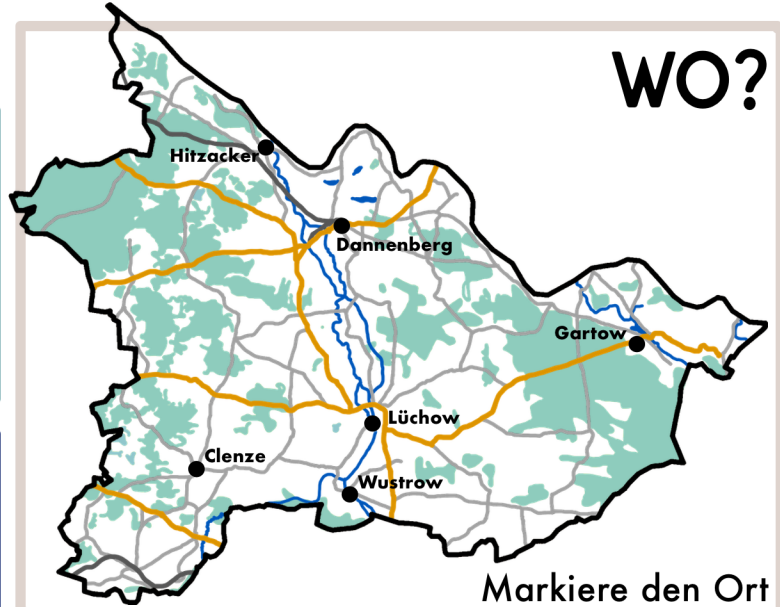 WO?
Hitzacker
Dannenberg
Gartow
Lüchow
Clenze
Wustrow
Markiere den Ort